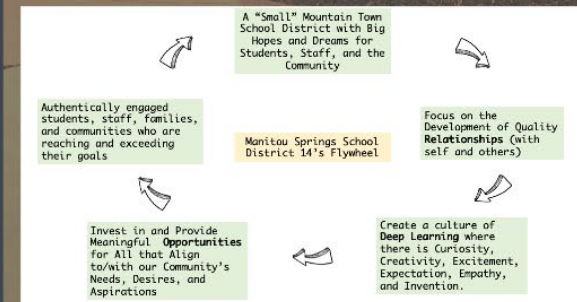 A “Small” Mountain Town
School District with Big
Hopes and Dreams for
Students, Staff, and the
Community
Focus on the
Development of Quality
Relationships (with
self and others)
Create a culture of
Deep Learning where
there is Curiosity,
Creativity, Excitement,
Expectation, Empathy,
and Invention.
Invest in and Provide
Meaningful Opportunities
for All that Align
to/with our Community's
Needs, Desires, and
Aspirations
Authentically engaged
students, staff, families,
and communities who are
reaching and exceeding
their goals
Manitou Springs School
District 14's Flywheel